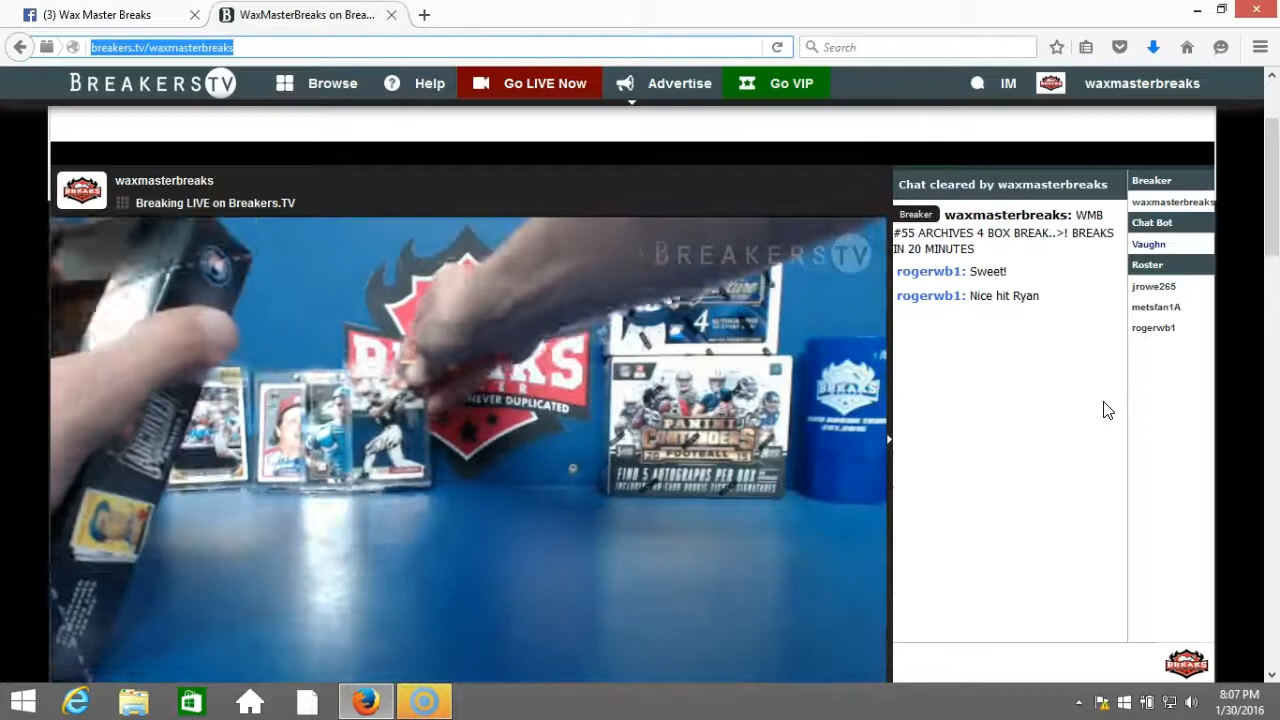 (3) Wax Master Breaks
WaxMasterBreaks on Brea...
breakers.tv/waxmasterbreaks
Search
BREAKERSTV
Browse
Help
Go LIVE Now
Advertise
Go VIP
IM
waxmasterbreaks
waxmasterbreaks
Breaking LIVE on Breakers.TV
BREAKERSTV
4
NEVER DUPLICATED
PANINI
CONTENDERS
2015 FOOTBALL
FIND 5 AUTOGRAPHS PER BOX
BREAKS
Chat cleared by waxmasterbreaks
Breaker waxmasterbreaks: WMB
#55 ARCHIVES 4 BOX BREAK..>! BREAKS
IN 20 MINUTES
rogerwb1: Sweet!
rogerwb1: Nice hit Ryan
Breaker
waxmasterbreaks
Chat Bot
Vaughn
Roster
jrowe265
metsfan1A
rogerwb1
BREAKS
8:07 PM
1/30/2016